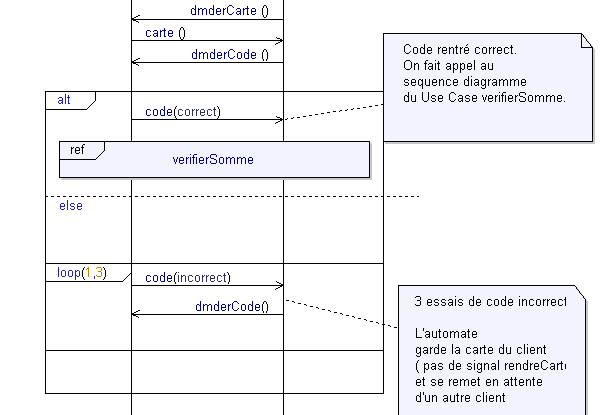 dmderCarte ()
carte ()
dmderCode ()
Code rentré correct.
On fait appel au
sequence diagramme
du Use Case verifierSomme.
alt
code(correct)
ref
verifierSomme
else
loop(1,3)
code(incorrect)
dmderCode()
3 essais de code incorrect
L'automate
garde la carte du client
( pas de signal rendreCarte
et se remet en attente
d'un autre client